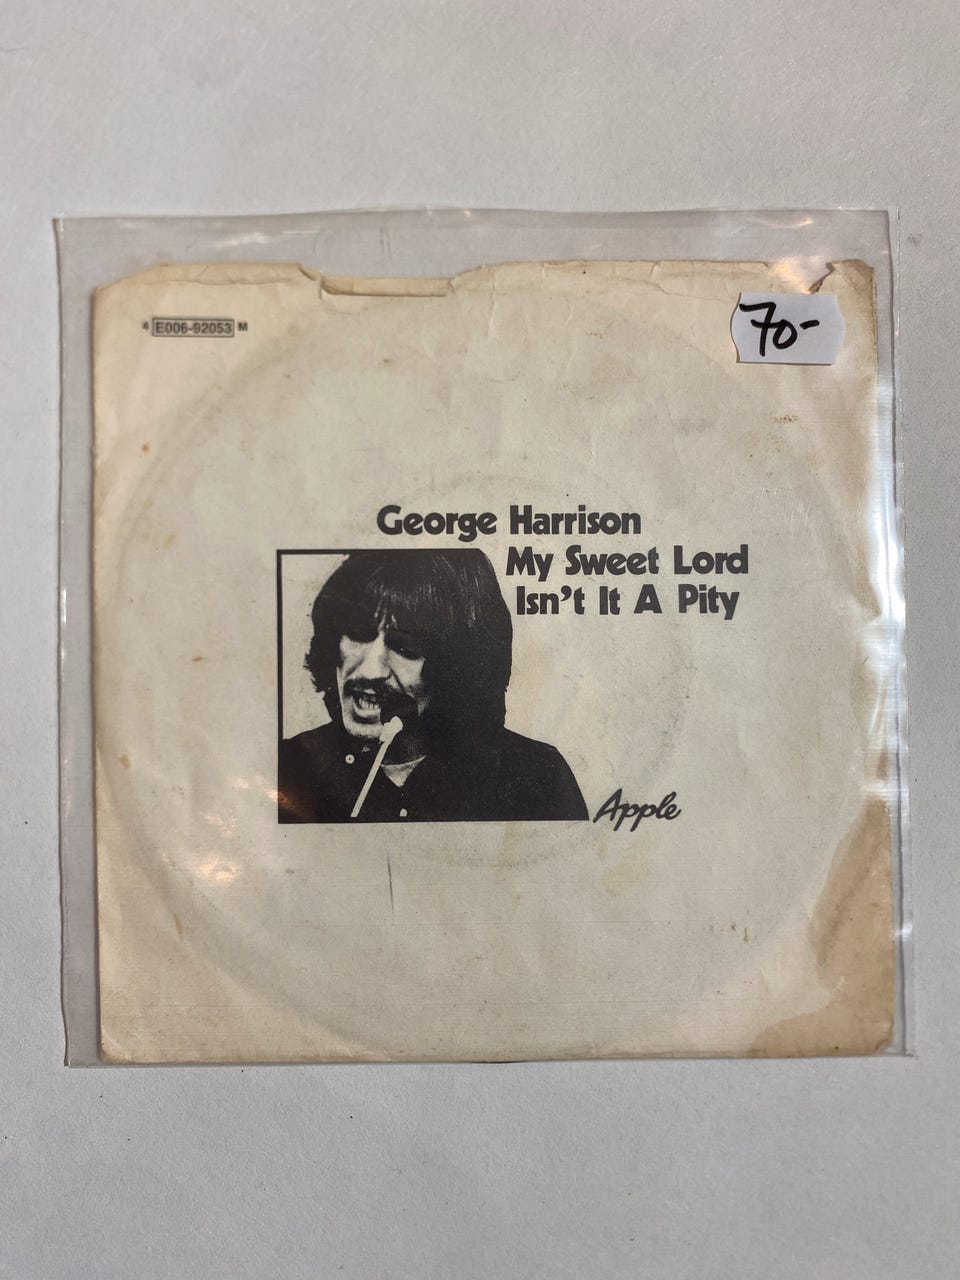 4 E006-92053 M
70-
George Harrison
My Sweet Lord
Isn't It A Pity
Apple